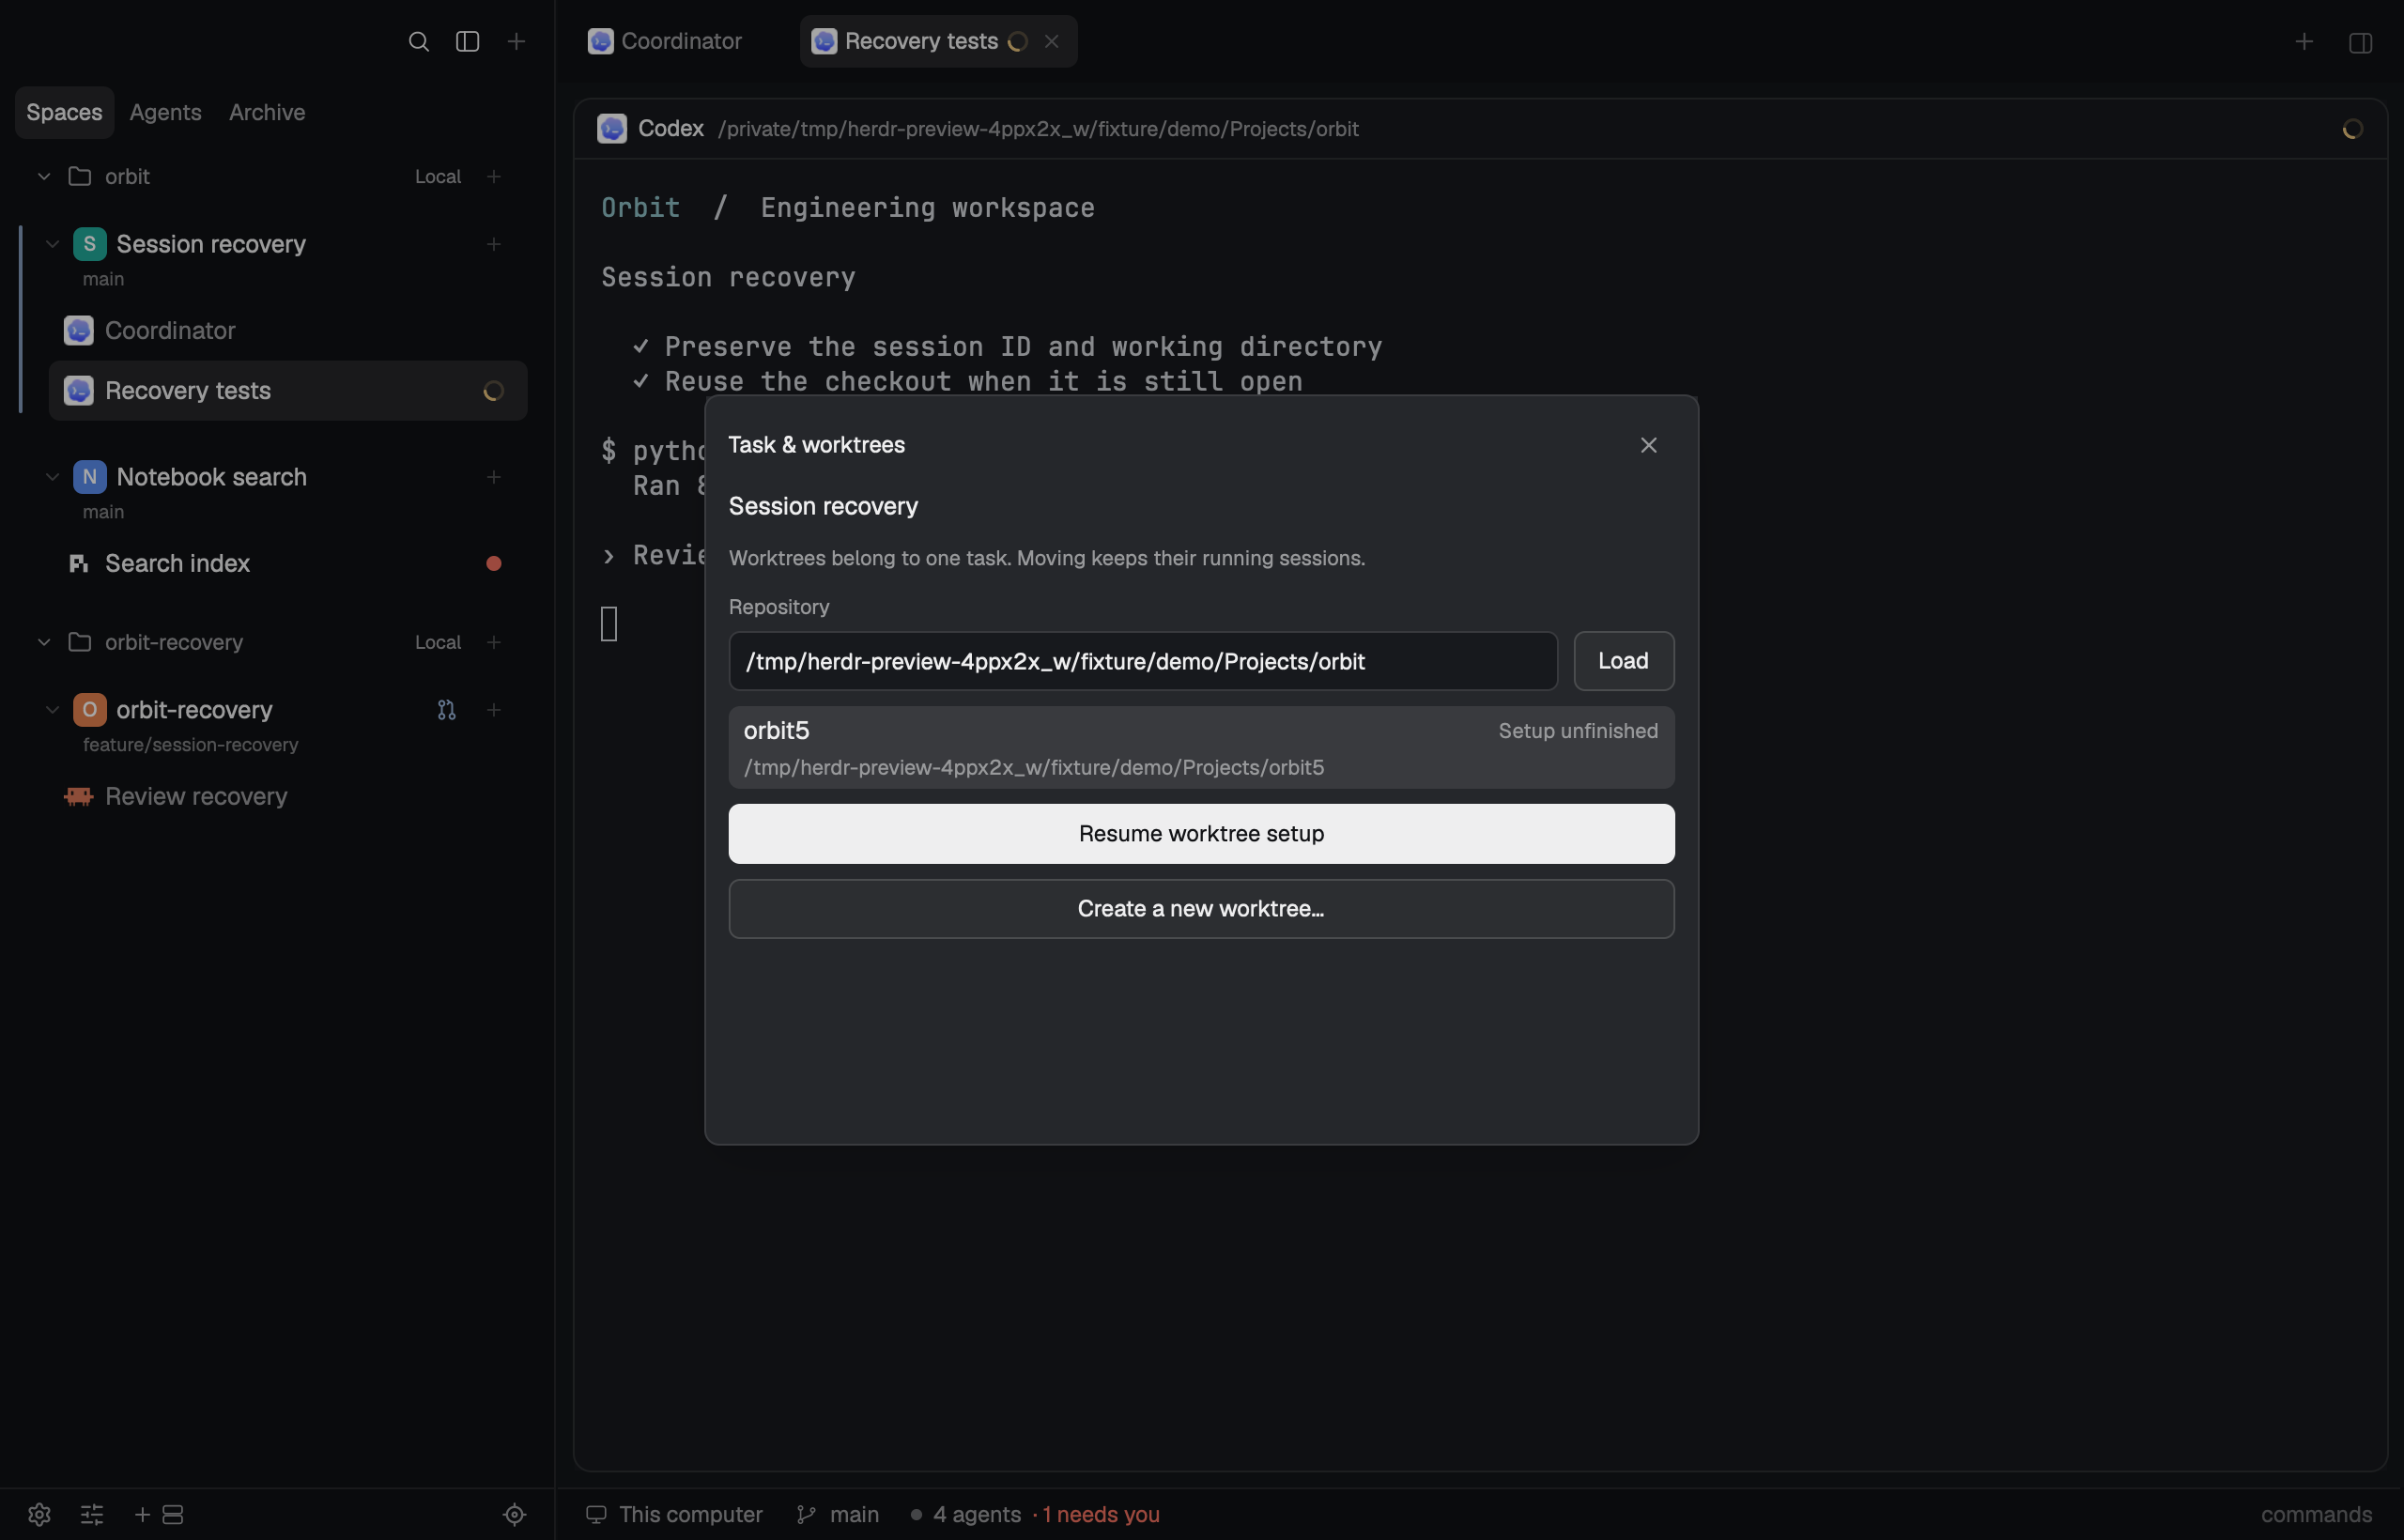 Coordinator
Recovery tests
Spaces
Agents
Archive
orbit
Local
S
Session recovery
main
Coordinator
Recovery tests
N
Notebook search
main
Search index
orbit-recovery
Local
O
orbit-recovery
feature/session-recovery
Review recovery
Codex /private/tmp/herdr-preview-4ppx2x_w/fixture/demo/Projects/orbit
Orbit / Engineering workspace
Session recovery
✓ Preserve the session ID and working directory
✓ Reuse the checkout when it is still open
$
Ran
›
Task & worktrees
Session recovery
Worktrees belong to one task. Moving keeps their running sessions.
Repository
/tmp/herdr-preview-4ppx2x_w/fixture/demo/Projects/orbit
Load
orbit5
Setup unfinished
/tmp/herdr-preview-4ppx2x_w/fixture/demo/Projects/orbit5
Resume worktree setup
Create a new worktree...
This computer
main
4 agents · 1 needs you
commands